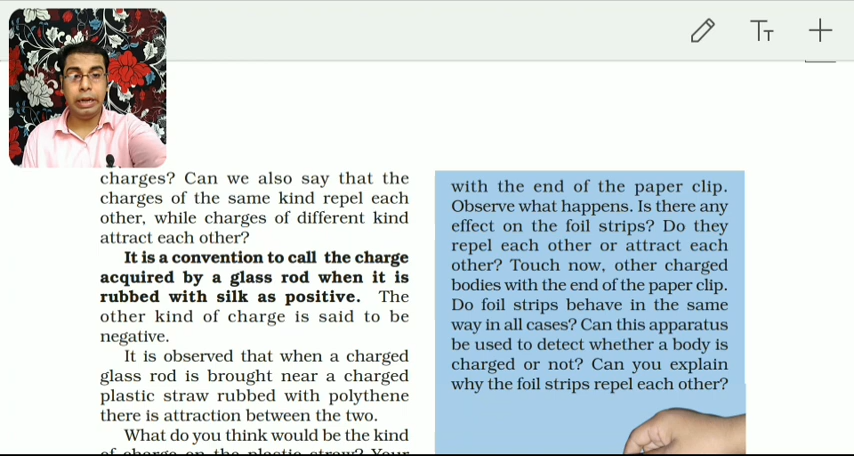 charges? Can we also say that the
charges of the same kind repel each
other, while charges of different kind
attract each other?
It is a convention to call the charge
acquired by a glass rod when it is
rubbed with silk as positive. The
other kind of charge is said to be
negative.
It is observed that when a charged
glass rod is brought near a charged
plastic straw rubbed with polythene
there is attraction between the two.
What do you think would be the kind
of charge on the plastic straw? Your
with the end of the paper clip.
Observe what happens. Is there any
effect on the foil strips? Do they
repel each other or attract each
other? Touch now, other charged
bodies with the end of the paper clip.
Do foil strips behave in the same
way in all cases? Can this apparatus
be used to detect whether a body is
charged or not? Can you explain
why the foil strips repel each other?